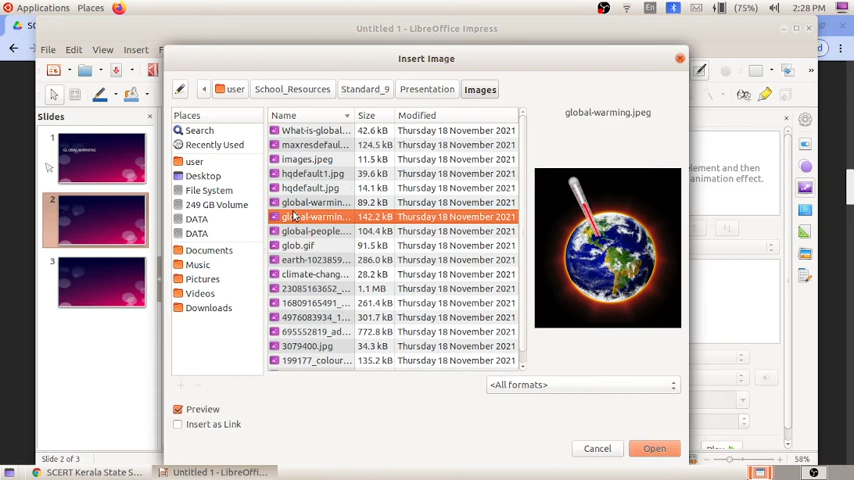 Applications Places En (75%) 2:28 PM
Untitled 1 - LibreOffice Impress
File Edit View Insert
Insert Image
user School_Resources Standard_9 Presentation Images
Slides
Places Name Size Modified global-warming.jpeg
Search What-is-global... 42.6 kB Thursday 18 November 2021
Recently Used maxresdefaul... 124.5 kB Thursday 18 November 2021
user images.jpeg 11.5 kB Thursday 18 November 2021
Desktop hqdefault1.jpg 39.6 kB Thursday 18 November 2021
File System hqdefault.jpg 14.1 kB Thursday 18 November 2021
249 GB Volume global-warmin... 89.2 kB Thursday 18 November 2021
DATA global-warmin... 142.2 kB Thursday 18 November 2021
DATA global-people.... 104.4 kB Thursday 18 November 2021
glob.gif 91.5 kB Thursday 18 November 2021
Documents earth-1023859... 286.0 kB Thursday 18 November 2021
Music climate-chang... 28.2 kB Thursday 18 November 2021
Pictures 23085163652_... 1.1 MB Thursday 18 November 2021
Videos 16809165491_... 261.4 kB Thursday 18 November 2021
Downloads 4976083934_1... 301.7 kB Thursday 18 November 2021
695552819_ad... 772.8 kB Thursday 18 November 2021
3079400.jpg 34.3 kB Thursday 18 November 2021
199177_colour... 135.2 kB Thursday 18 November 2021
1
GLOBAL WARMING
2
3
element and then
animation effect.
<All formats>
Preview
Insert as Link
Cancel Open
Slide 2 of 3 58%
SCERT Kerala State S... Untitled 1 - LibreOffi...